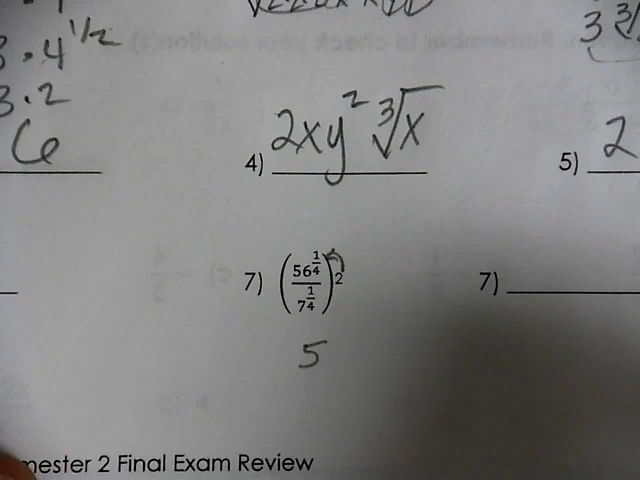 3 · 4^1/2
3 · 2
6
4) 2xy² ∛x
5) 2
7) (56^(1/4) / 7^(1/4))²
7)
5
mester 2 Final Exam Review